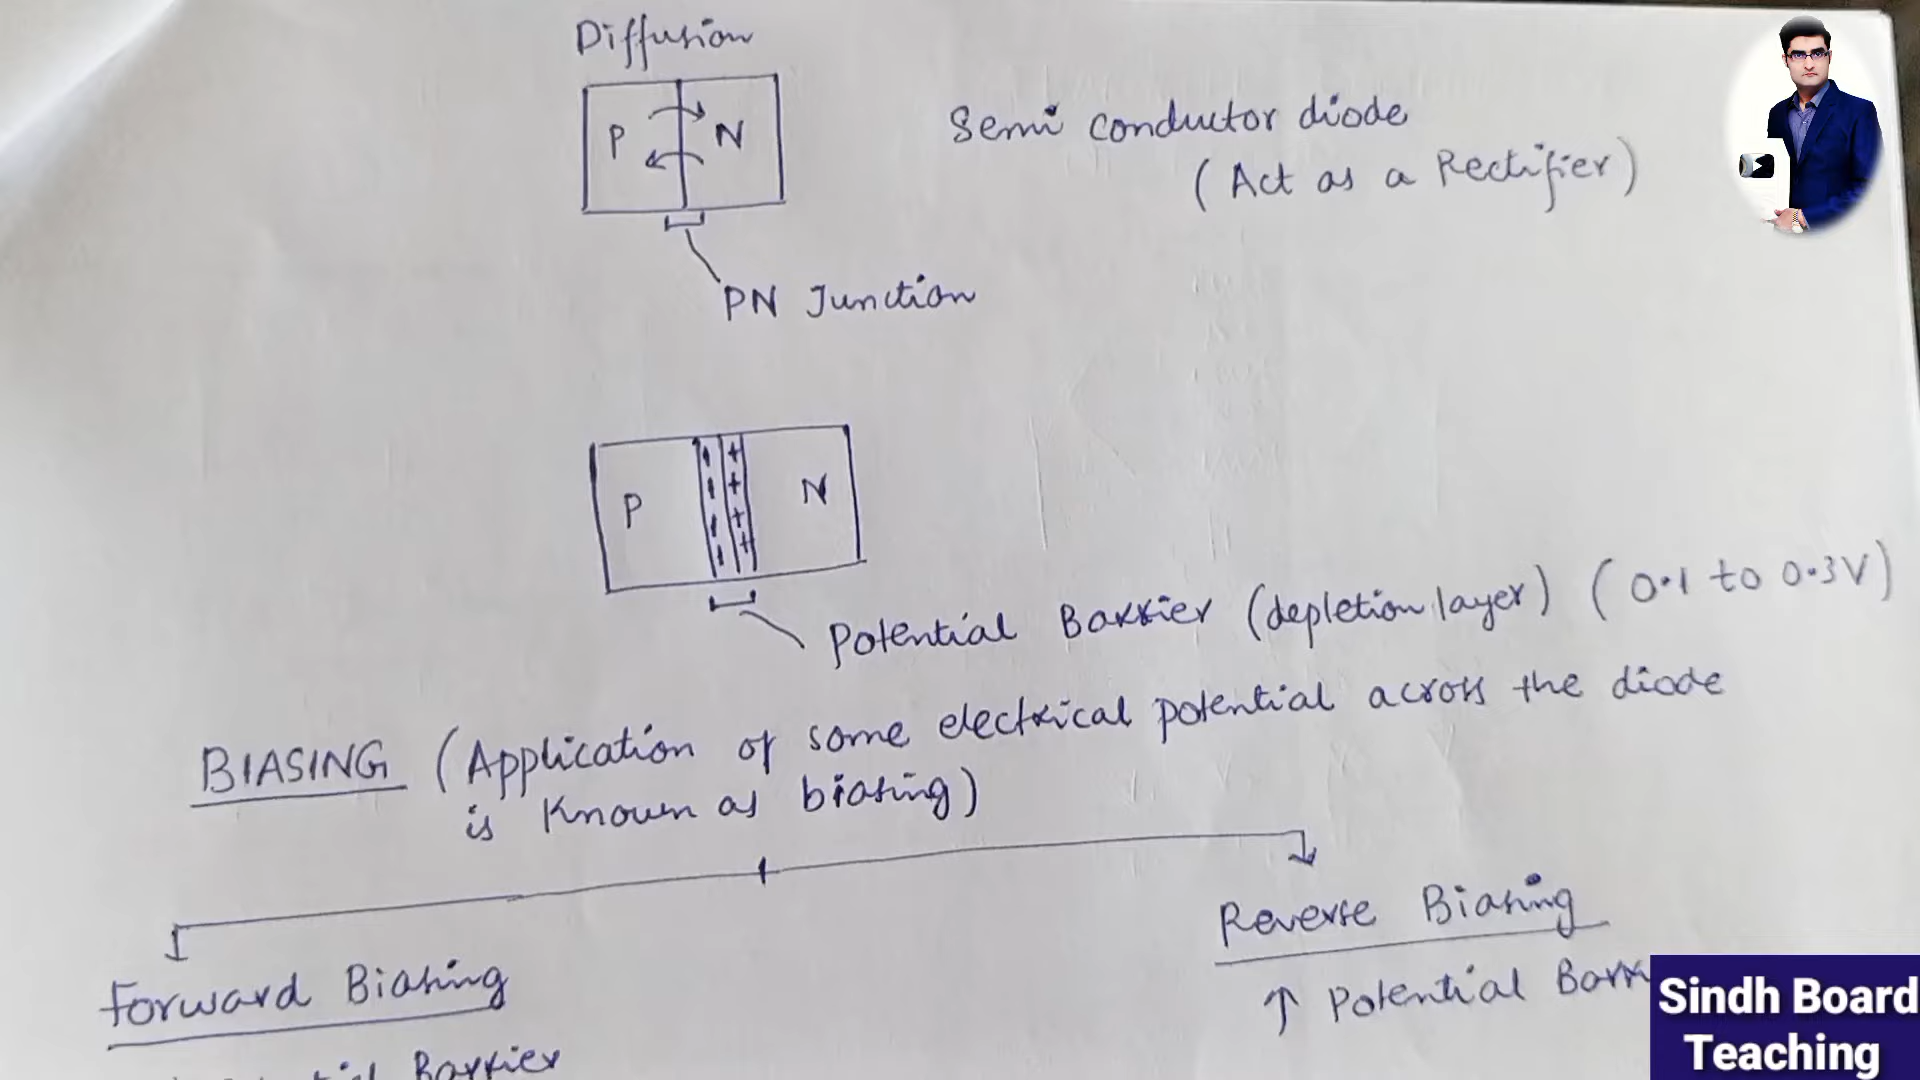 Diffusion
P N
Semi conductor diode
(Act as a Rectifier)
PN Junction
P N
Potential Barrier (depletion layer) (0.1 to 0.3V)
BIASING (Application of some electrical potential across the diode
is Known as biasing)
Reverse Biasing
Forward Biasing
↑ Potential Barr
Barrier
Sindh Board
Teaching